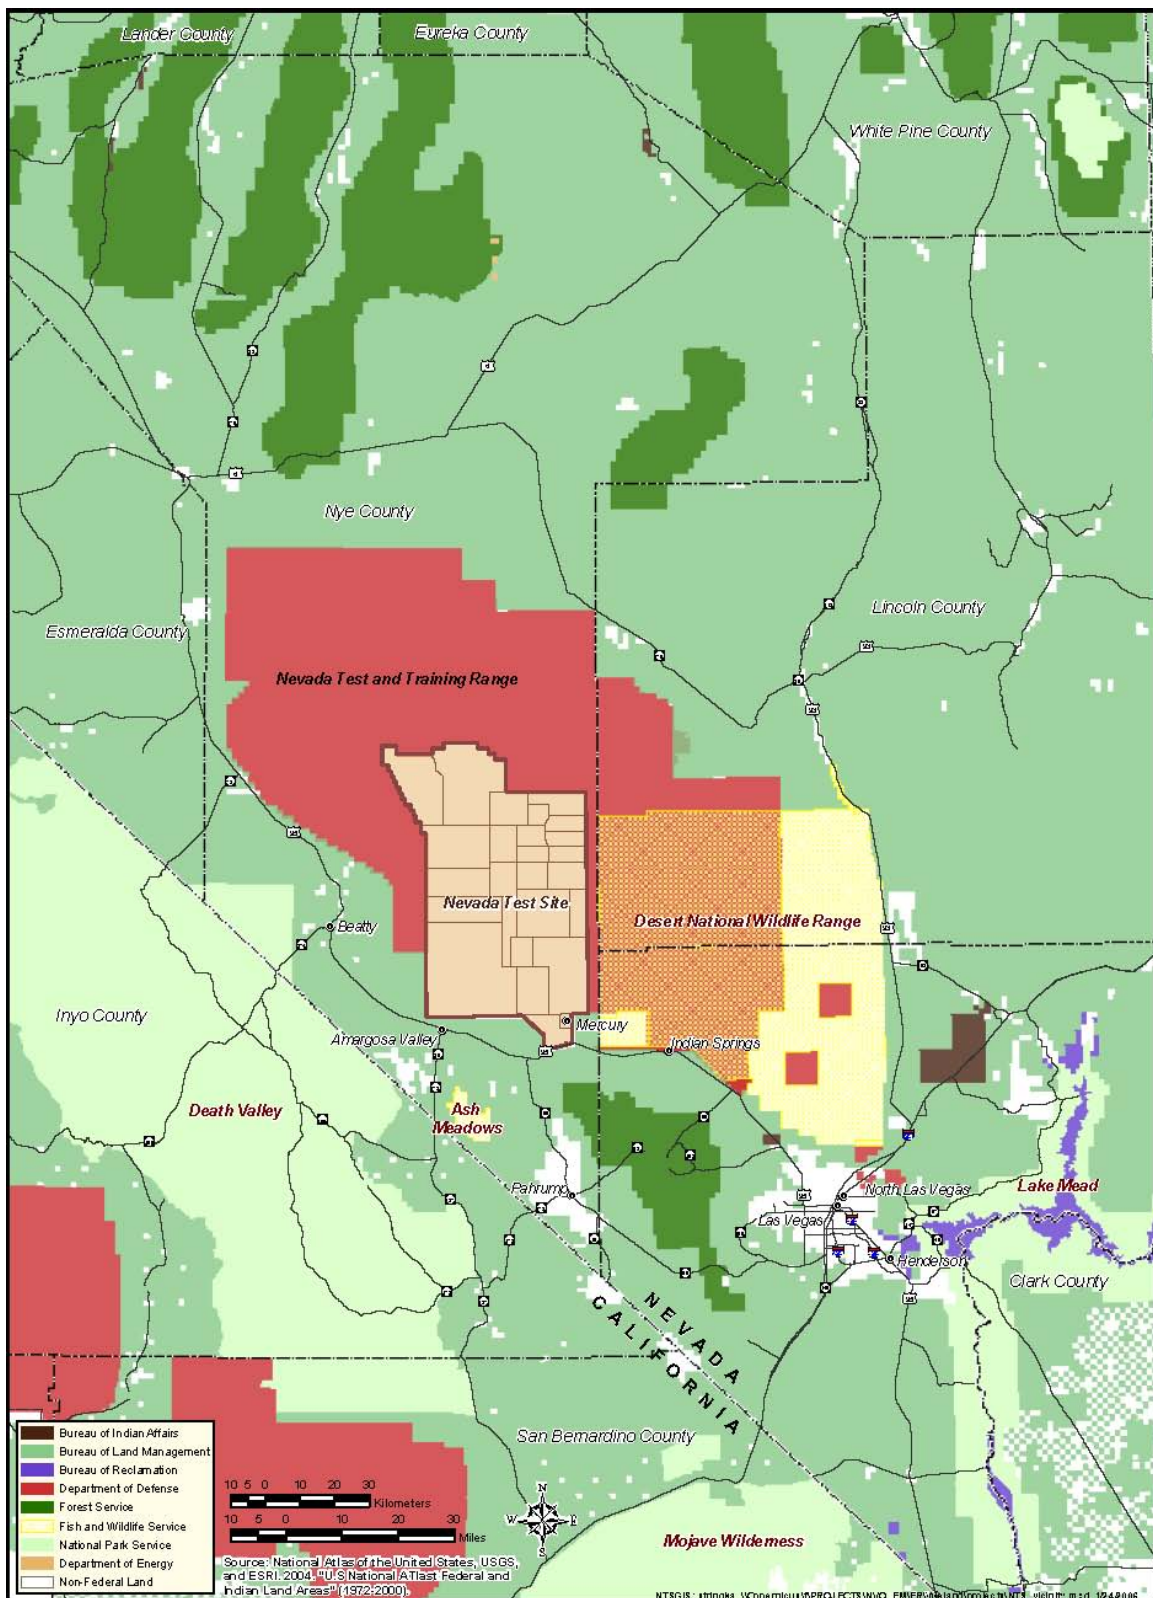 Lander County
Eureka County
White Pine County
Nye County
Lincoln County
Esmeralda County
Nevada Test and Training Range
Nevada Test Site
Desert National Wildlife Range
Beatty
Inyo County
Mercury
Amargosa Valley
Indian Springs
Death Valley
Ash
Meadows
Lake Mead
Pahrump
North Las Vegas
Las Vegas
Henderson
Clark County
NEVADA
CALIFORNIA
San Bernardino County
Mojave Wilderness
Bureau of Indian Affairs
Bureau of Land Management
Bureau of Reclamation
Department of Defense
Forest Service
Fish and Wildlife Service
National Park Service
Department of Energy
Non-Federal Land
10 5 0 10 20 30
Kilometers
10 5 0 10 20 30
Miles
N
W E
S
Source: National Atlas of the United States, USGS,
and ESRI. 2004. "U.S National ATlast Federal and
Indian Land Areas" (1972-2000).